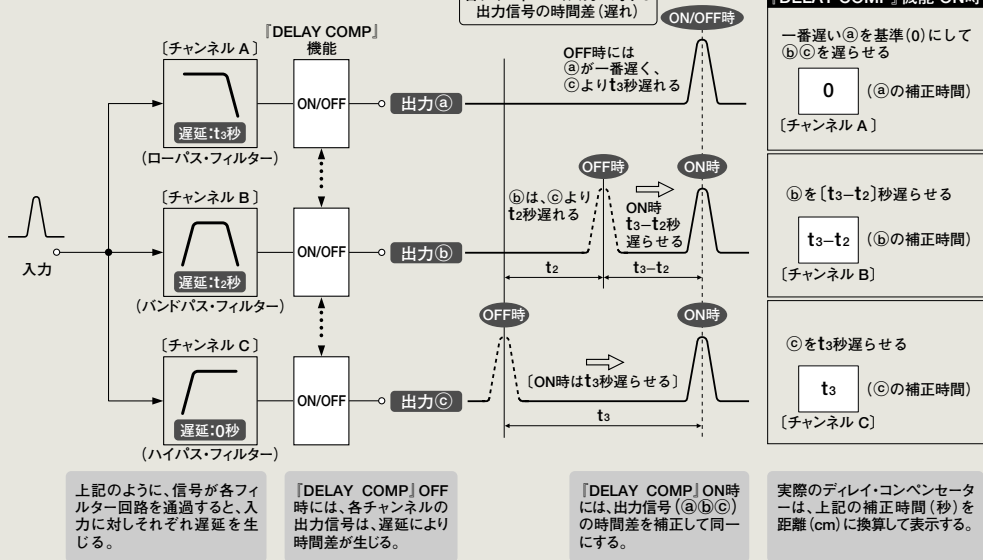 出力信号の時間差（遅れ）
『DELAY COMP』機能 ON時
『DELAY COMP』
機能
〔チャンネル A〕
遅延:t3秒
（ローパス・フィルター）
ON/OFF
出力ⓐ
OFF時には
ⓐが一番遅く、
ⓒよりt3秒遅れる
ON/OFF時
一番遅いⓐを基準(0)にして
ⓑⓒを遅らせる
0
（ⓐの補正時間）
〔チャンネル A〕
入力
〔チャンネル B〕
遅延:t2秒
（バンドパス・フィルター）
ON/OFF
出力ⓑ
ⓑは、ⓒより
t2秒遅れる
OFF時
ON時
t3–t2秒
遅らせる
ON時
t2
t3–t2
ⓑを〔t3–t2〕秒遅らせる
t3–t2
（ⓑの補正時間）
〔チャンネル B〕
〔チャンネル C〕
遅延:0秒
（ハイパス・フィルター）
ON/OFF
出力ⓒ
OFF時
〔ON時はt3秒遅らせる〕
ON時
t3
ⓒをt3秒遅らせる
t3
（ⓒの補正時間）
〔チャンネル C〕
上記のように、信号が各フィ
ルター回路を通過すると、入
力に対しそれぞれ遅延を生
じる。
『DELAY COMP』OFF
時には、各チャンネルの
出力信号は、遅延により
時間差が生じる。
『DELAY COMP』ON時
には、出力信号（ⓐⓑⓒ）
の時間差を補正して同一
にする。
実際のディレイ・コンペンセータ
ーは、上記の補正時間（秒）を
距離（cm）に換算して表示する。